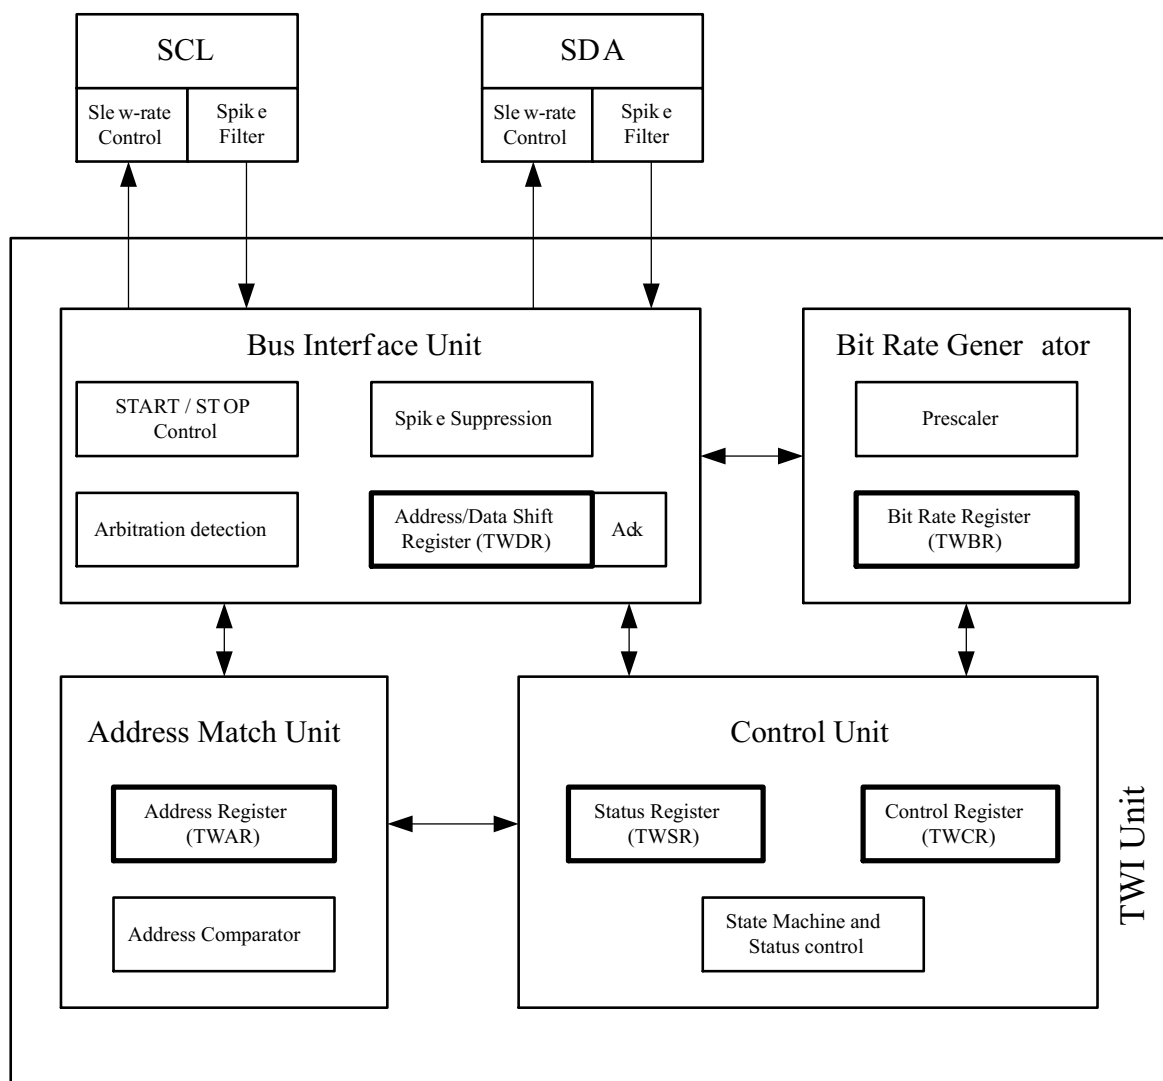 SCL
SDA
Slew-rate
Control
Spike
Filter
Slew-rate
Control
Spike
Filter
Bus Interface Unit
Bit Rate Generator
START / STOP
Control
Spike Suppression
Prescaler
Arbitration detection
Address/Data Shift
Register (TWDR)
Ack
Bit Rate Register
(TWBR)
Address Match Unit
Control Unit
Address Register
(TWAR)
Status Register
(TWSR)
Control Register
(TWCR)
Address Comparator
State Machine and
Status control
TWI Unit